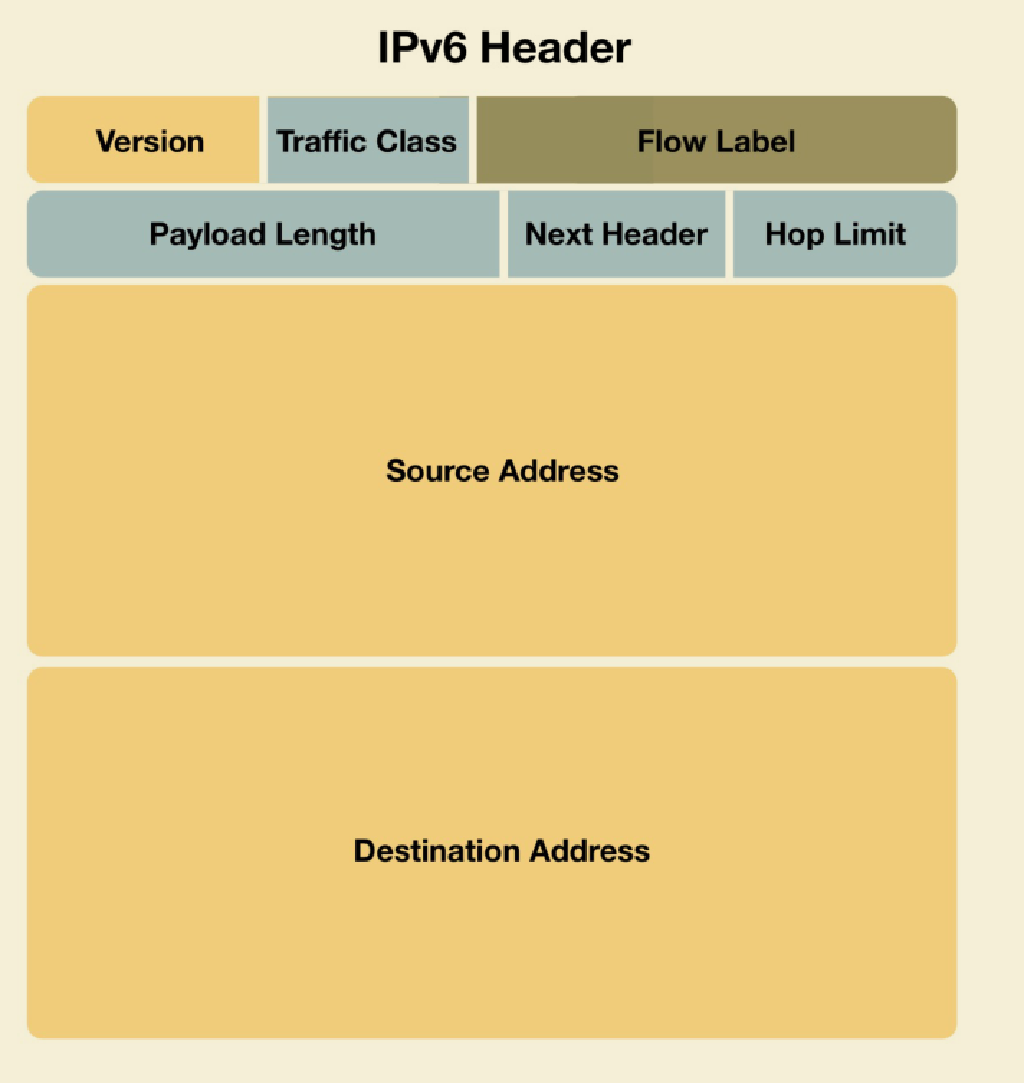 IPv6 Header
Version Traffic Class Flow Label
Payload Length Next Header Hop Limit
Source Address
Destination Address